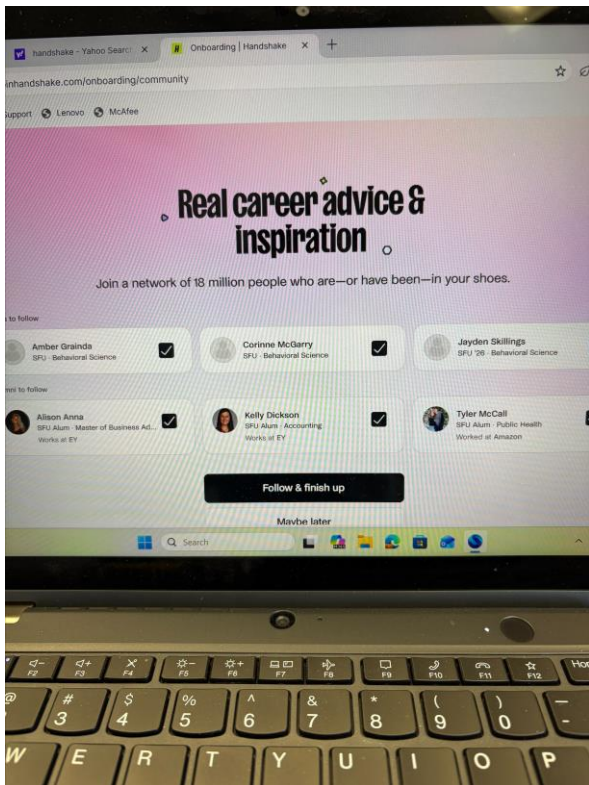 handshake - Yahoo Searc
Onboarding | Handshake
inhandshake.com/onboarding/community
Support Lenovo McAfee
Real career advice &
inspiration
Join a network of 18 million people who are—or have been—in your shoes.
to follow
Amber Grainda
SFU · Behavioral Science
Corinne McGarry
SFU · Behavioral Science
Jayden Skillings
SFU '26 · Behavioral Science
mni to follow
Alison Anna
SFU Alum · Master of Business Ad...
Works at EY
Kelly Dickson
SFU Alum · Accounting
Works at EY
Tyler McCall
SFU Alum · Public Health
Worked at Amazon
Follow & finish up
Maybe later
Search
F2 F3 F4 F5 F6 F7 F8 F9 F10 F11 F12 Hom
@ # $ % ^ & * ( ) —
3 4 5 6 7 8 9 0 -
W E R T Y U I O P